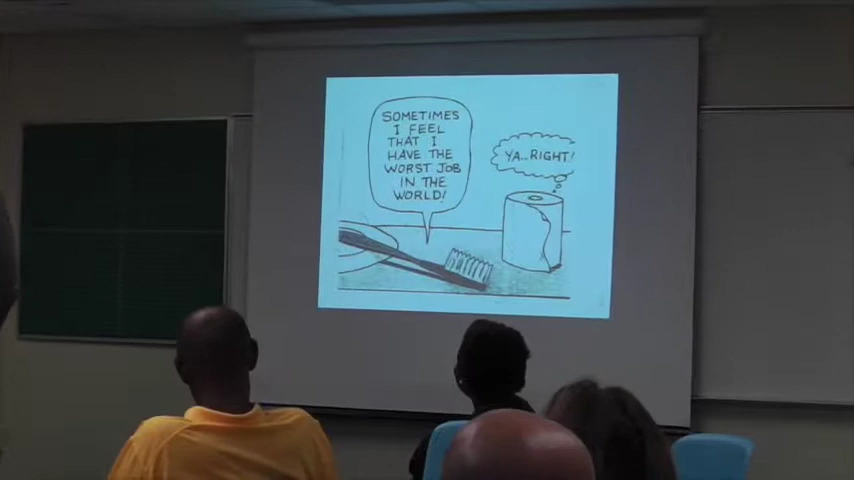 SOMETIMES
I FEEL
THAT I
HAVE THE
WORST JOB
IN THE
WORLD!
YA..RIGHT!